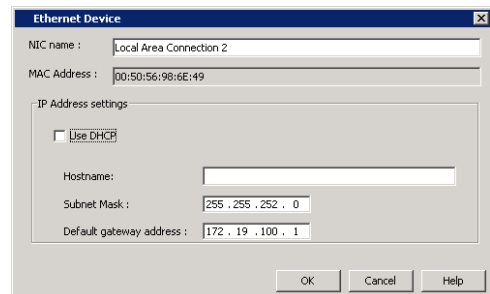 Ethernet Device
NIC name : Local Area Connection 2
MAC Address : 00:50:56:98:6E:49
IP Address settings
Use DHCP
Hostname:
Subnet Mask : 255 . 255 . 252 . 0
Default gateway address : 172 . 19 . 100 . 1
OK Cancel Help